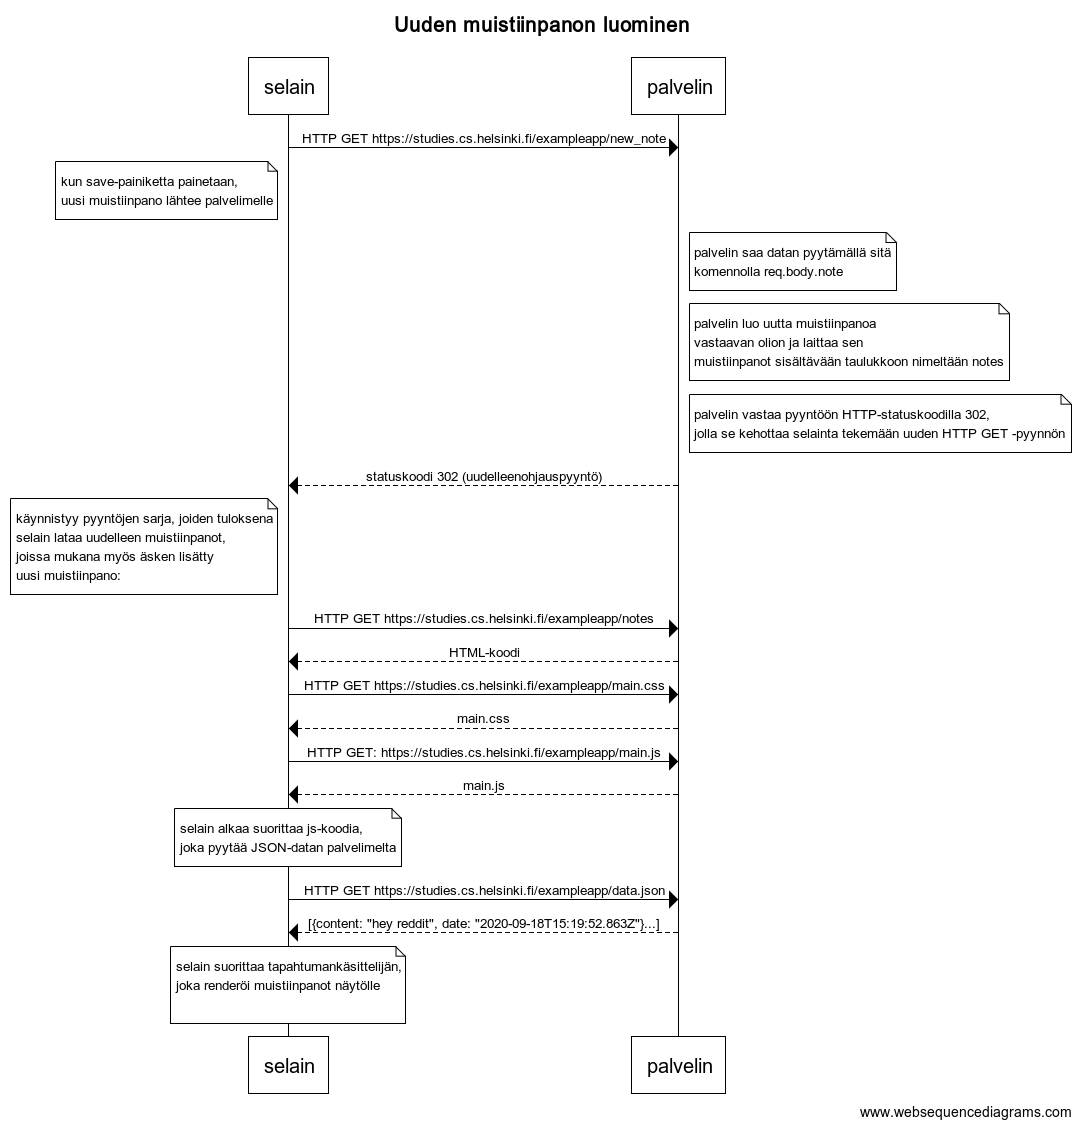 Uuden muistiinpanon luominen
selain
palvelin
HTTP GET https://studies.cs.helsinki.fi/exampleapp/new_note
kun save-painiketta painetaan,
uusi muistiinpano lähtee palvelimelle
palvelin saa datan pyytämällä sitä
komennolla req.body.note
palvelin luo uutta muistiinpanoa
vastaavan olion ja laittaa sen
muistiinpanot sisältävään taulukkoon nimeltään notes
palvelin vastaa pyyntöön HTTP-statuskoodilla 302,
jolla se kehottaa selainta tekemään uuden HTTP GET -pyynnön
statuskoodi 302 (uudelleenohjauspyyntö)
käynnistyy pyyntöjen sarja, joiden tuloksena
selain lataa uudelleen muistiinpanot,
joissa mukana myös äsken lisätty
uusi muistiinpano:
HTTP GET https://studies.cs.helsinki.fi/exampleapp/notes
HTML-koodi
HTTP GET https://studies.cs.helsinki.fi/exampleapp/main.css
main.css
HTTP GET: https://studies.cs.helsinki.fi/exampleapp/main.js
main.js
selain alkaa suorittaa js-koodia,
joka pyytää JSON-datan palvelimelta
HTTP GET https://studies.cs.helsinki.fi/exampleapp/data.json
[{content: "hey reddit", date: "2020-09-18T15:19:52.863Z"}...]
selain suorittaa tapahtumankäsittelijän,
joka renderöi muistiinpanot näytölle
selain
palvelin
www.websequencediagrams.com